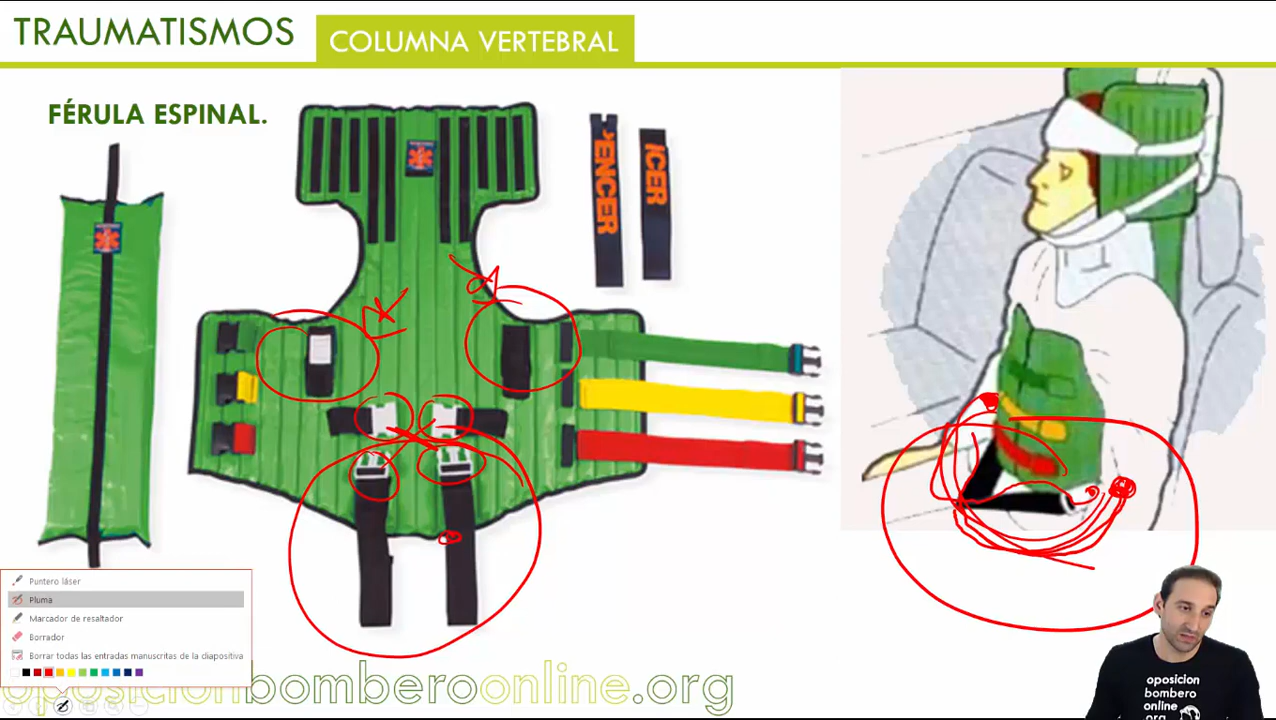 TRAUMATISMOS
COLUMNA VERTEBRAL
FÉRULA ESPINAL.
ENCER
ICER
Puntero láser
Pluma
Marcador de resaltador
Borrador
Borrar todas las entradas manuscritas de la diapositiva
oposicionbomberoonline.org
oposicion
bombero
online
org